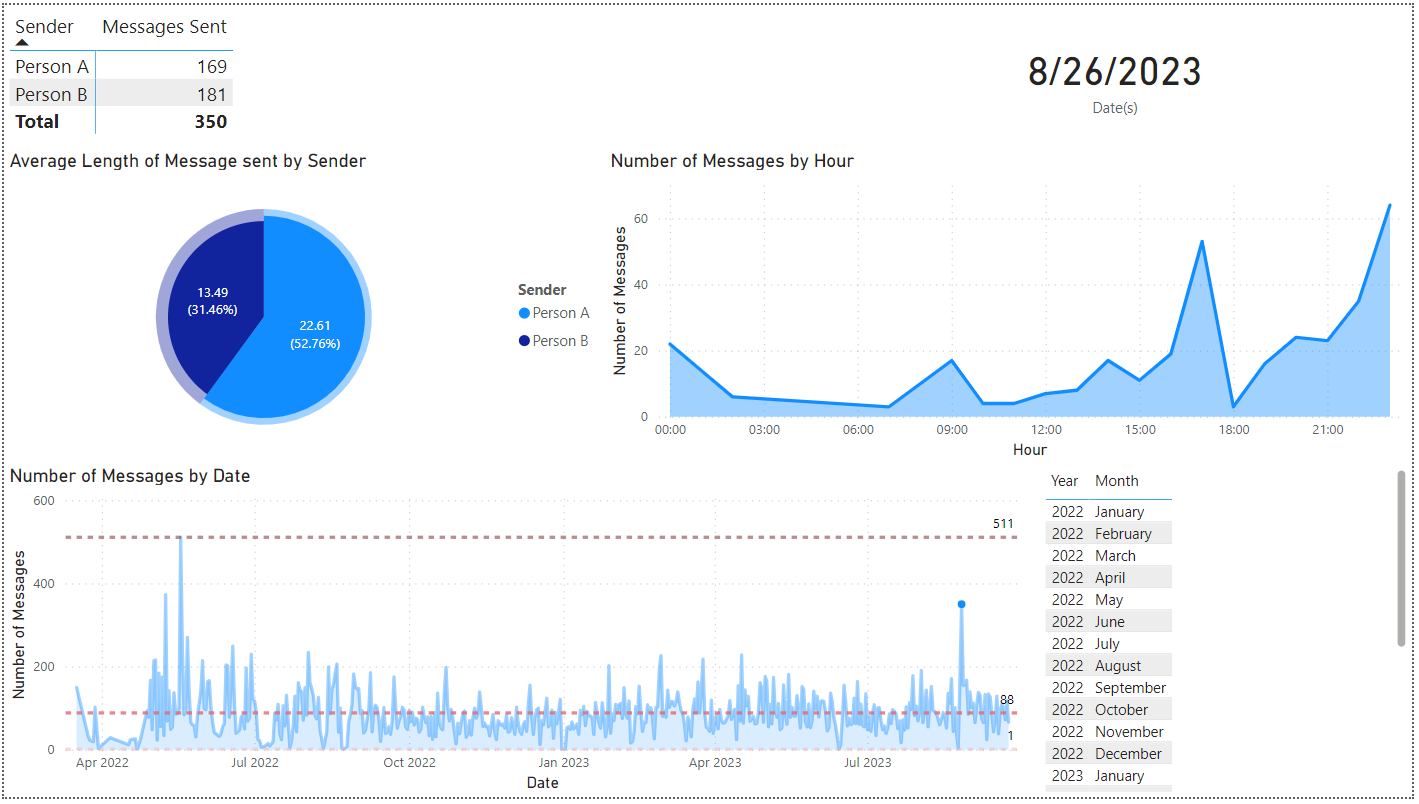 Sender Messages Sent
Person A 169
Person B 181
Total 350
8/26/2023
Date(s)
Average Length of Message sent by Sender
13.49
(31.46%)
22.61
(52.76%)
Sender
Person A
Person B
Number of Messages by Hour
Number of Messages
60
40
20
0
00:00 03:00 06:00 09:00 12:00 15:00 18:00 21:00
Hour
Number of Messages by Date
Number of Messages
600
400
200
0
511
88
1
Apr 2022 Jul 2022 Oct 2022 Jan 2023 Apr 2023 Jul 2023
Date
Year Month
2022 January
2022 February
2022 March
2022 April
2022 May
2022 June
2022 July
2022 August
2022 September
2022 October
2022 November
2022 December
2023 January